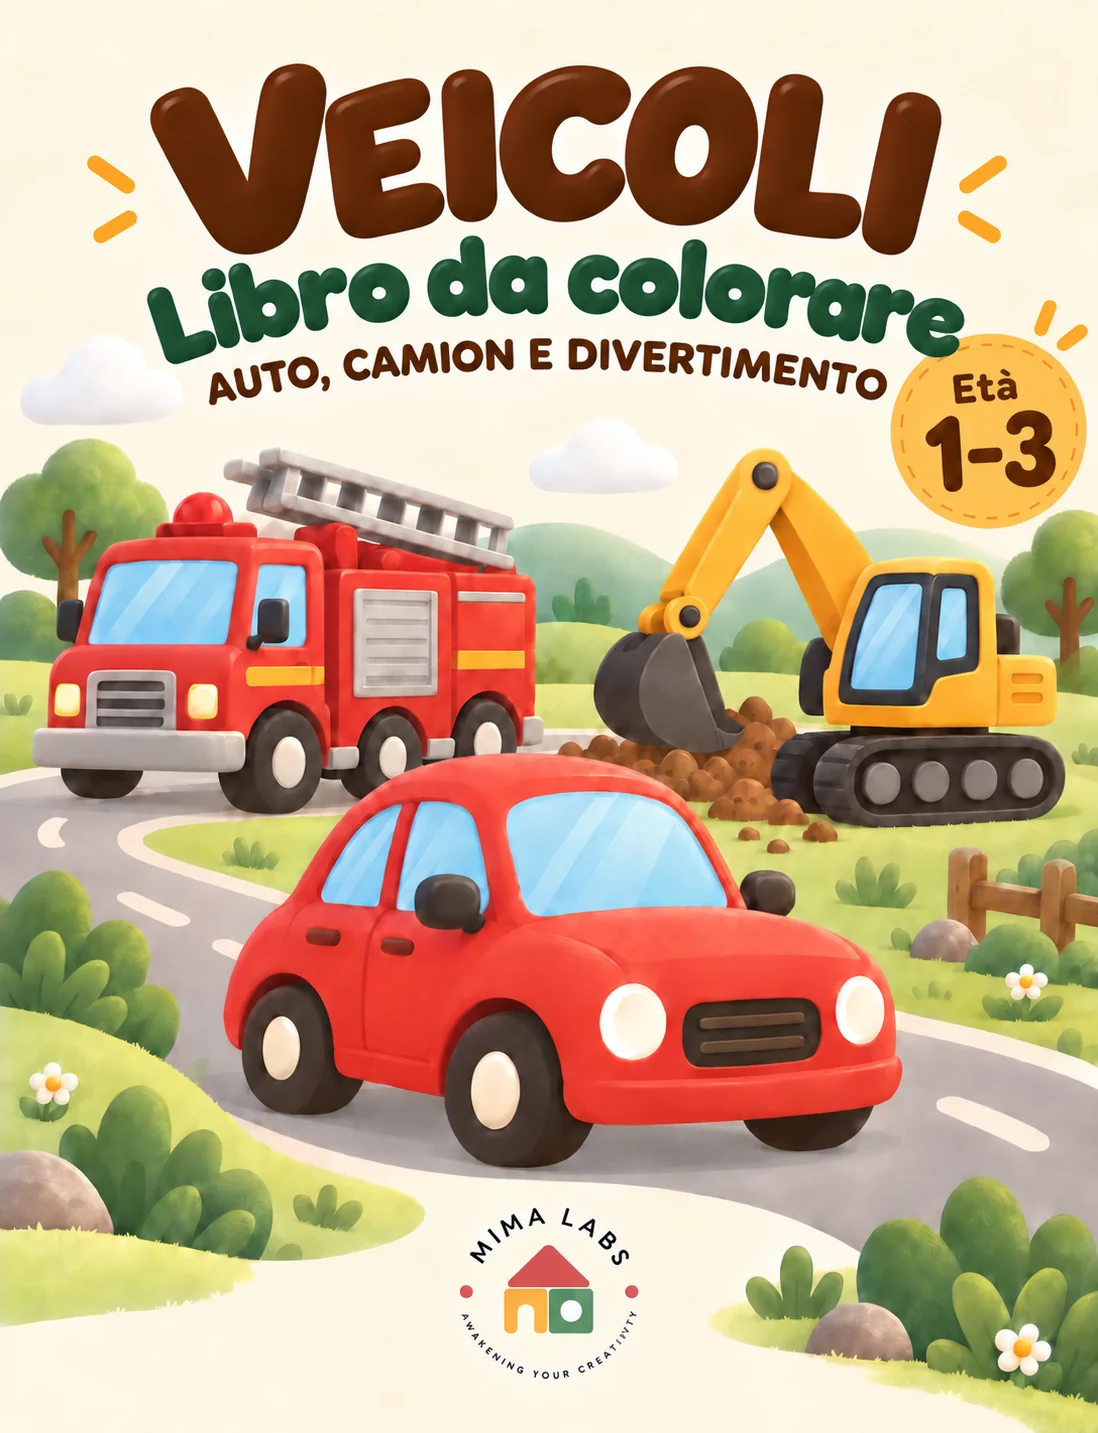 VEICOLI
Libro da colorare
AUTO, CAMION E DIVERTIMENTO
Età
1-3
MIMA LABS
AWAKENING YOUR CREATIVITY